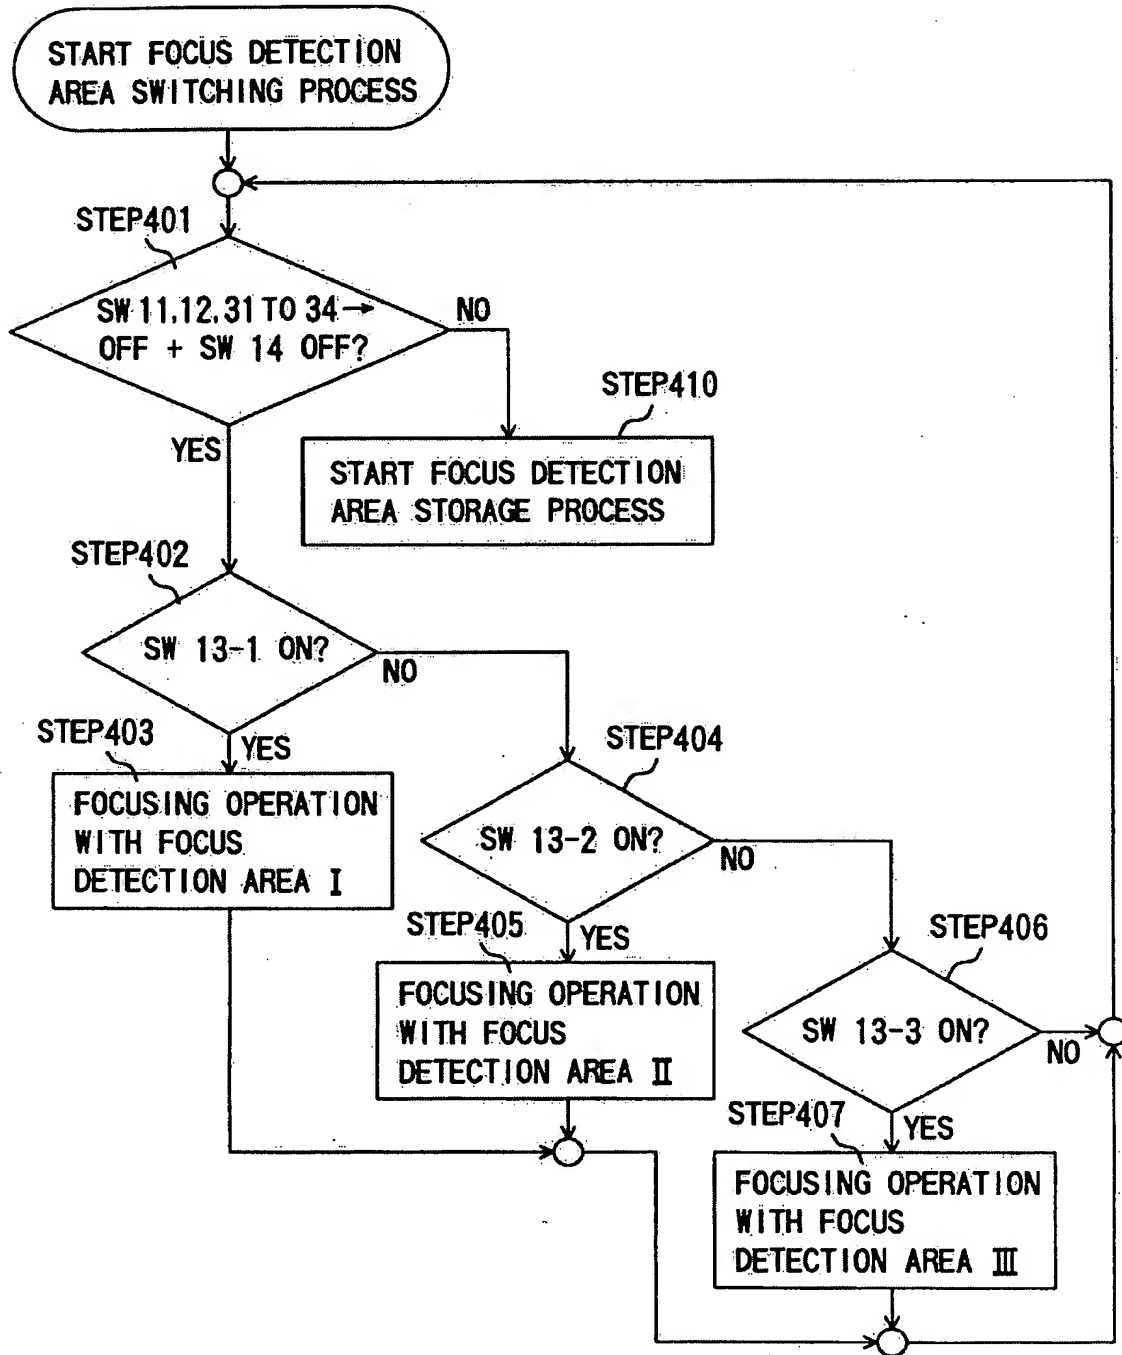 START FOCUS DETECTION
AREA SWITCHING PROCESS
STEP401
SW 11,12,31 TO 34→
OFF + SW 14 OFF?
NO
YES
STEP410
START FOCUS DETECTION
AREA STORAGE PROCESS
STEP402
SW 13-1 ON?
NO
YES
STEP403
FOCUSING OPERATION
WITH FOCUS
DETECTION AREA I
STEP404
SW 13-2 ON?
NO
YES
STEP405
FOCUSING OPERATION
WITH FOCUS
DETECTION AREA II
STEP406
SW 13-3 ON?
NO
YES
STEP407
FOCUSING OPERATION
WITH FOCUS
DETECTION AREA III